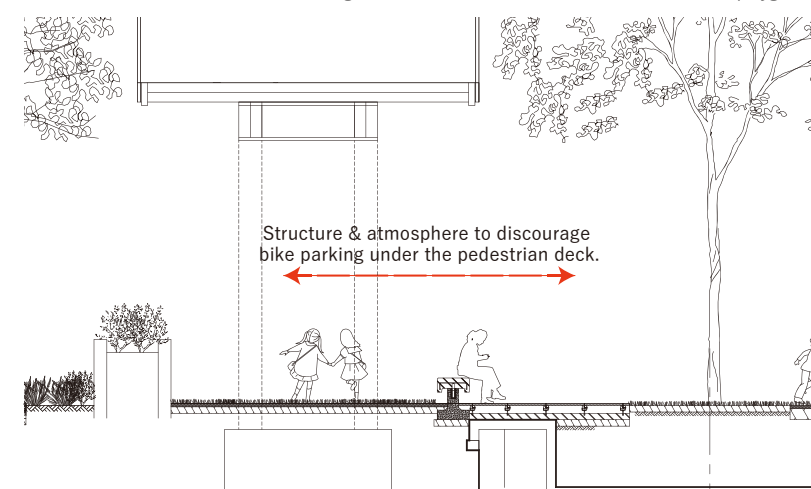 Structure & atmosphere to discourage
bike parking under the pedestrian deck.